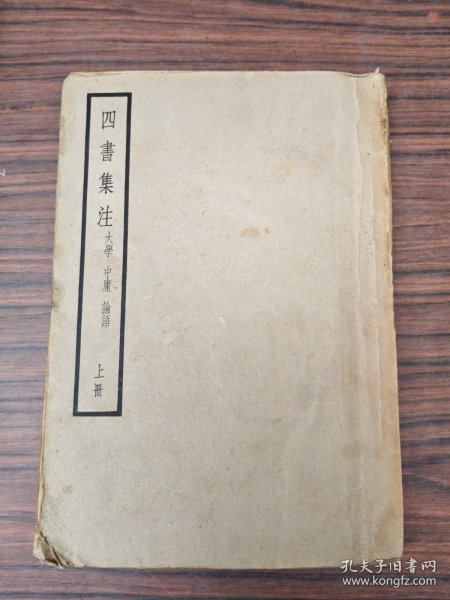 四書集注 大學 中庸 論語 上冊
孔夫子旧书网
www.kongfz.com